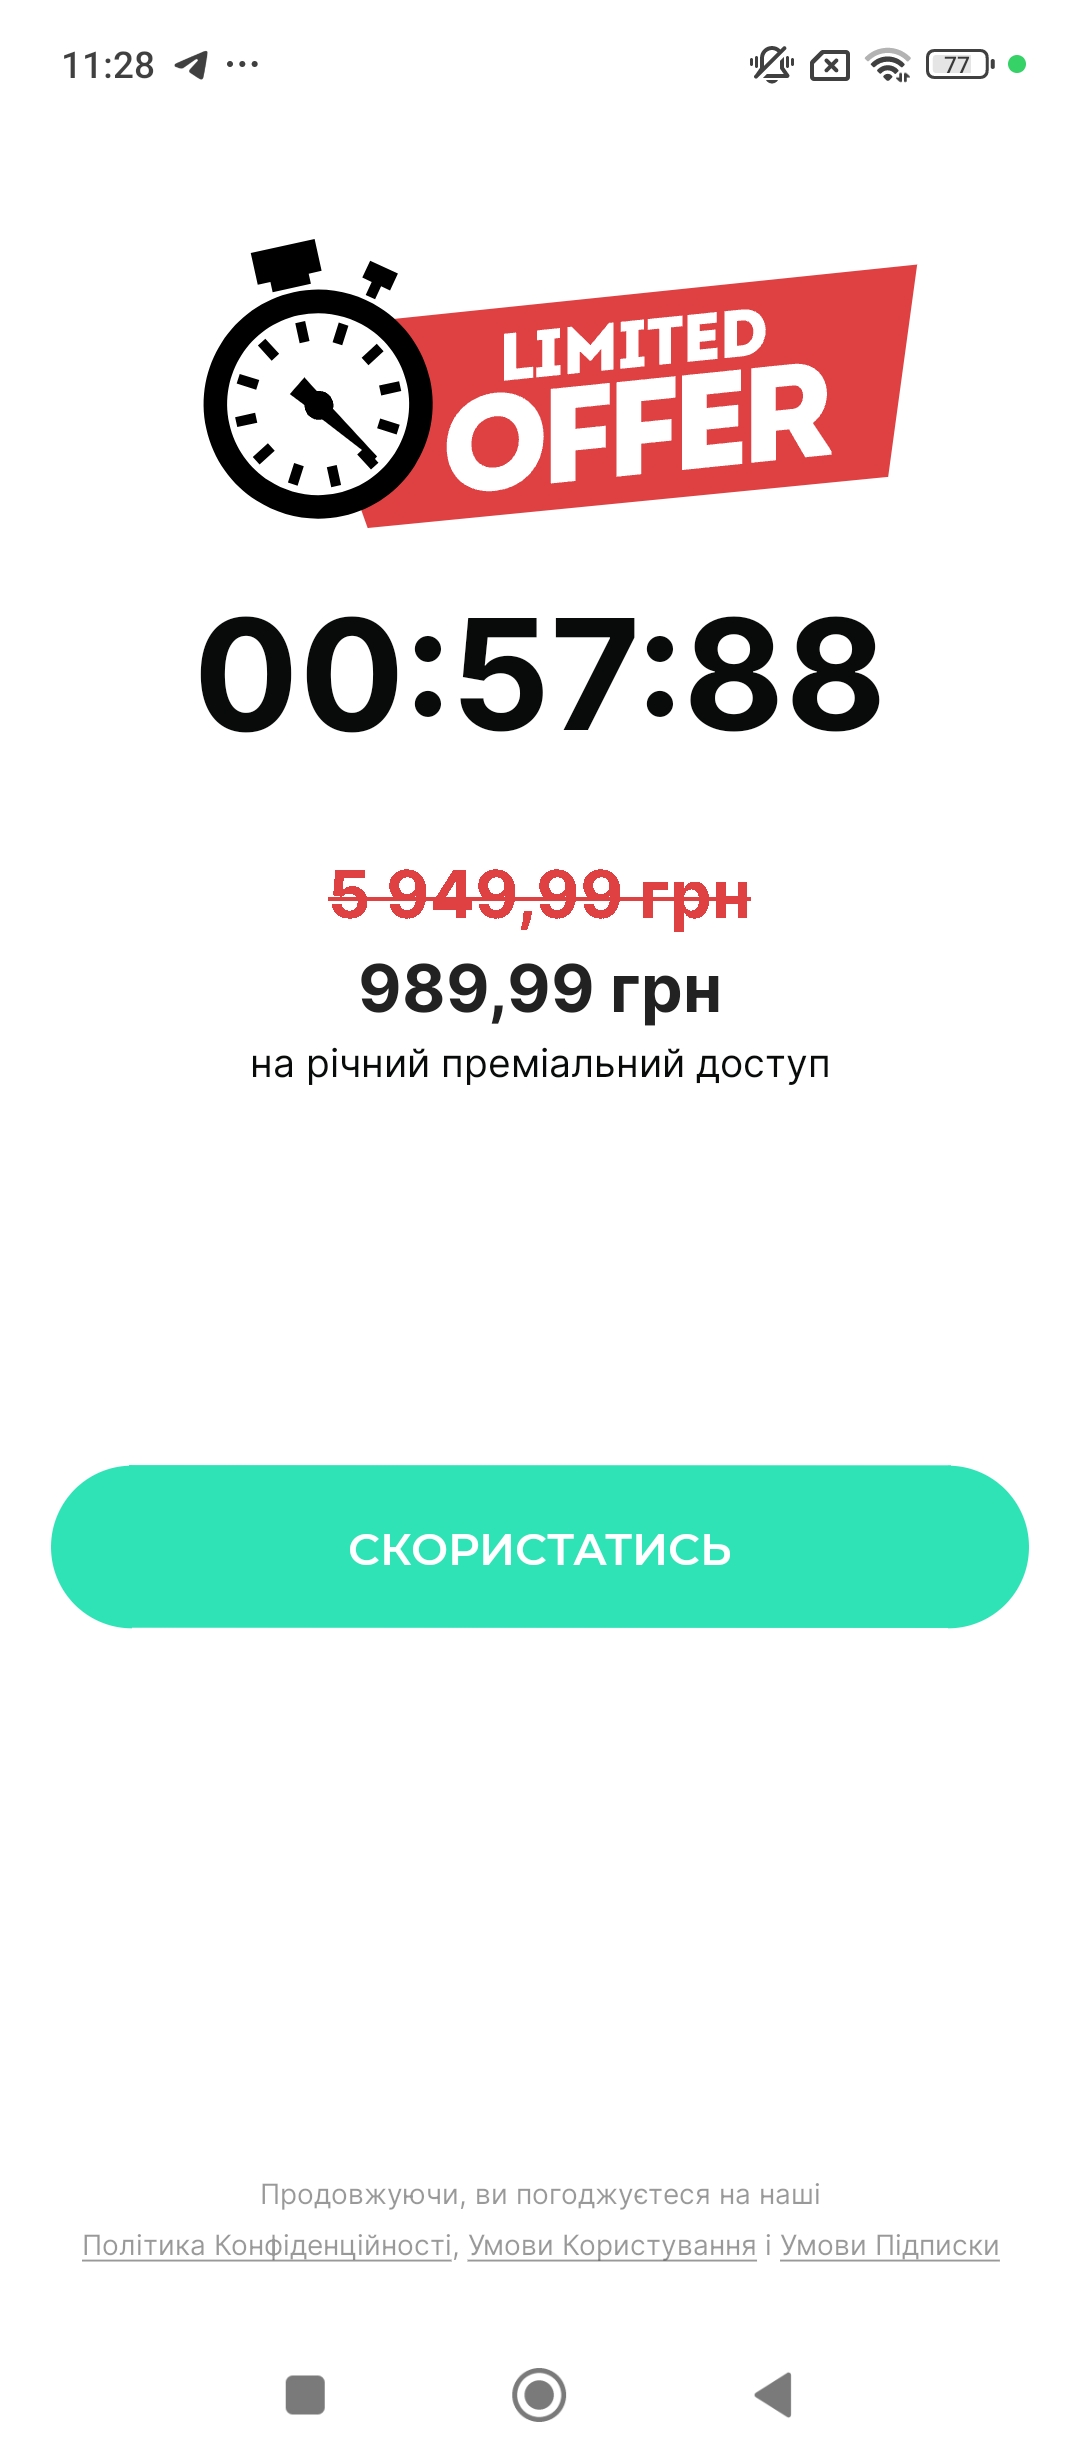 11:28
77
LIMITED
OFFER
00:57:88
5 949,99 грн
989,99 грн
на річний преміальний доступ
СКОРИСТАТИСЬ
Продовжуючи, ви погоджуєтеся на наші
Політика Конфіденційності, Умови Користування і Умови Підписки